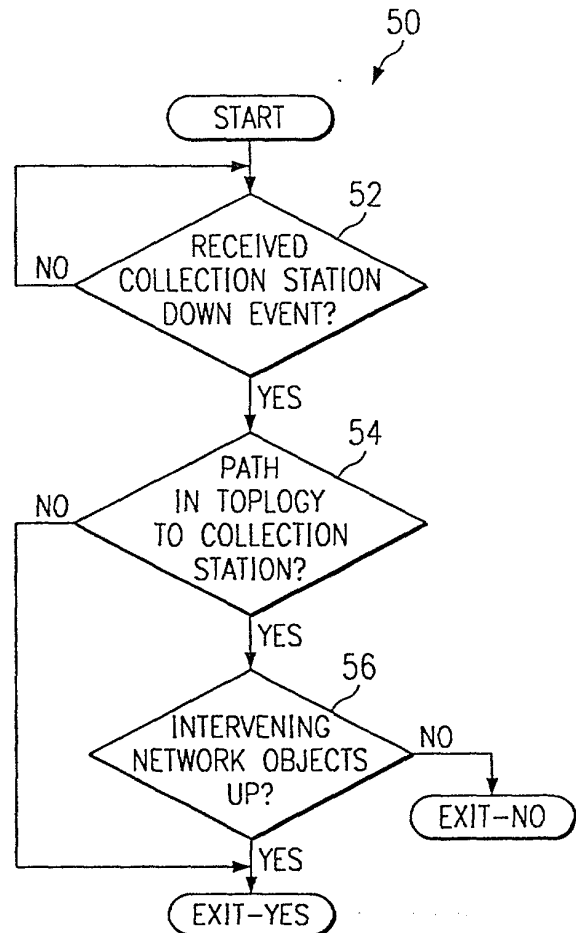 50
START
52
RECEIVED
COLLECTION STATION
DOWN EVENT?
NO
YES
54
PATH
IN TOPLOGY
TO COLLECTION
STATION?
NO
YES
56
INTERVENING
NETWORK OBJECTS
UP?
NO
EXIT-NO
YES
EXIT-YES